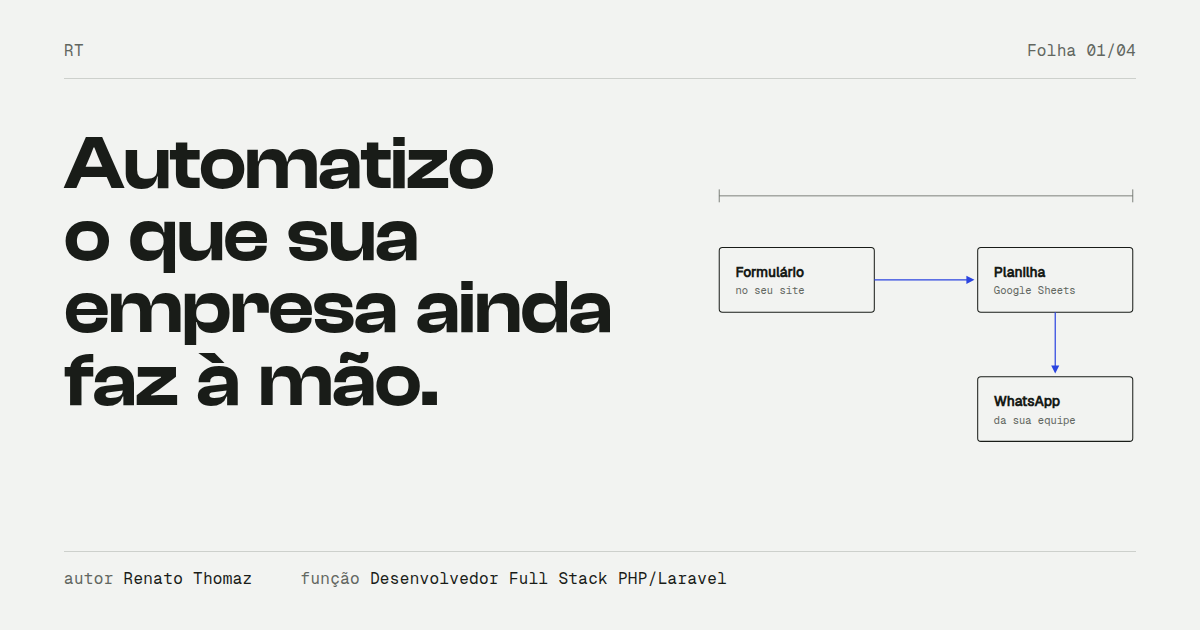 RT
Folha 01/04
Automatizo
o que sua
empresa ainda
faz à mão.
Formulário
no seu site
Planilha
Google Sheets
WhatsApp
da sua equipe
autor Renato Thomaz
função Desenvolvedor Full Stack PHP/Laravel